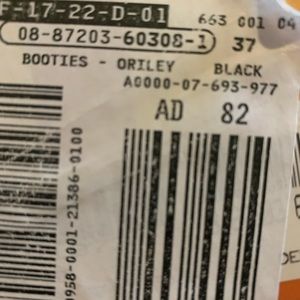 F-17-22-D-01 663 001 04
08-87203-60308-1 37
BOOTIES - ORILEY BLACK
A0000-07-693-977
AD 82
958-0001-21386-0100